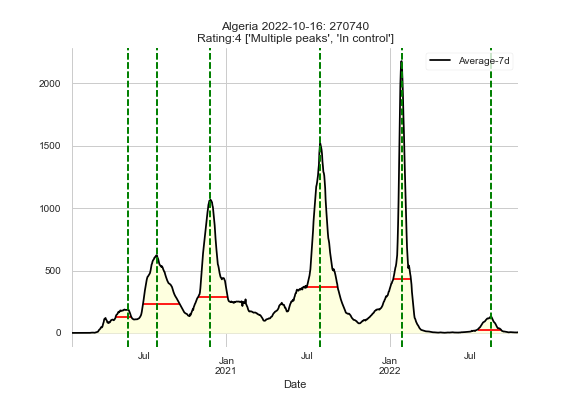 Algeria 2022-10-16: 270740
Rating:4 ['Multiple peaks', 'In control']
Average-7d
2000
1500
1000
500
0
Jul
Jan
2021
Jul
Jan
2022
Jul
Date